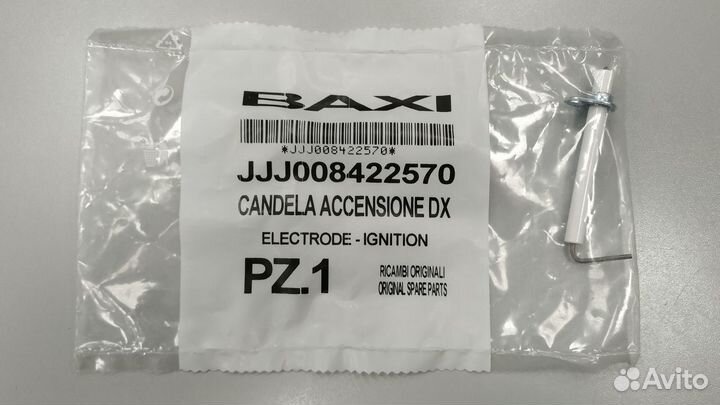 BAXI
*JJJ008422570*
JJJ008422570
CANDELA ACCENSIONE DX
ELECTRODE - IGNITION
PZ.1
RICAMBI ORIGINALI
ORIGINAL SPARE PARTS
Avito